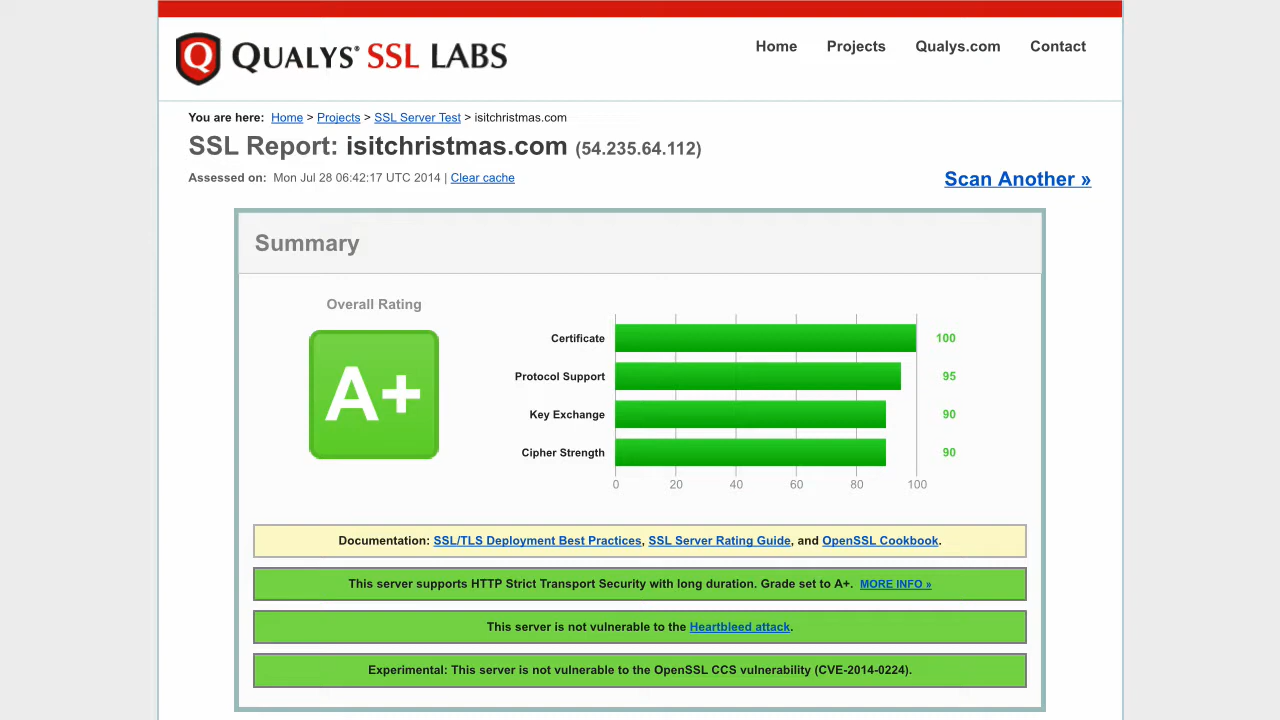 QUALYS® SSL LABS
Home Projects Qualys.com Contact
You are here: Home > Projects > SSL Server Test > isitchristmas.com
SSL Report: isitchristmas.com (54.235.64.112)
Assessed on: Mon Jul 28 06:42:17 UTC 2014 | Clear cache
Scan Another »
Summary
Overall Rating
A+
Certificate 100
Protocol Support 95
Key Exchange 90
Cipher Strength 90
0 20 40 60 80 100
Documentation: SSL/TLS Deployment Best Practices, SSL Server Rating Guide, and OpenSSL Cookbook.
This server supports HTTP Strict Transport Security with long duration. Grade set to A+. MORE INFO »
This server is not vulnerable to the Heartbleed attack.
Experimental: This server is not vulnerable to the OpenSSL CCS vulnerability (CVE-2014-0224).